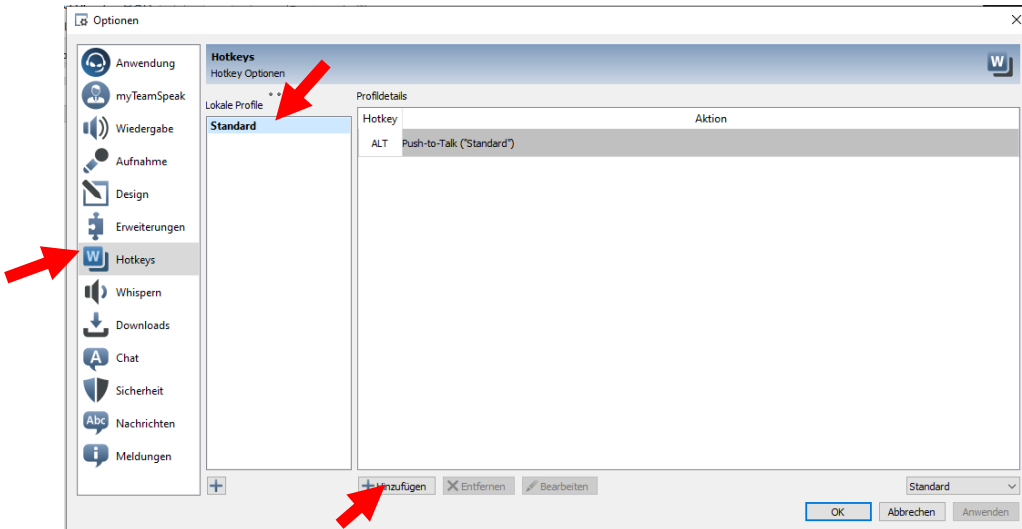 Optionen
Anwendung
myTeamSpeak
Wiedergabe
Aufnahme
Design
Erweiterungen
Hotkeys
Whispern
Downloads
Chat
Sicherheit
Nachrichten
Meldungen
Hotkeys
Hotkey Optionen
Lokale Profile
Standard
Profildetails
Hotkey Aktion
ALT Push-to-Talk ("Standard")
Hinzufügen Entfernen Bearbeiten Standard
OK Abbrechen Anwenden